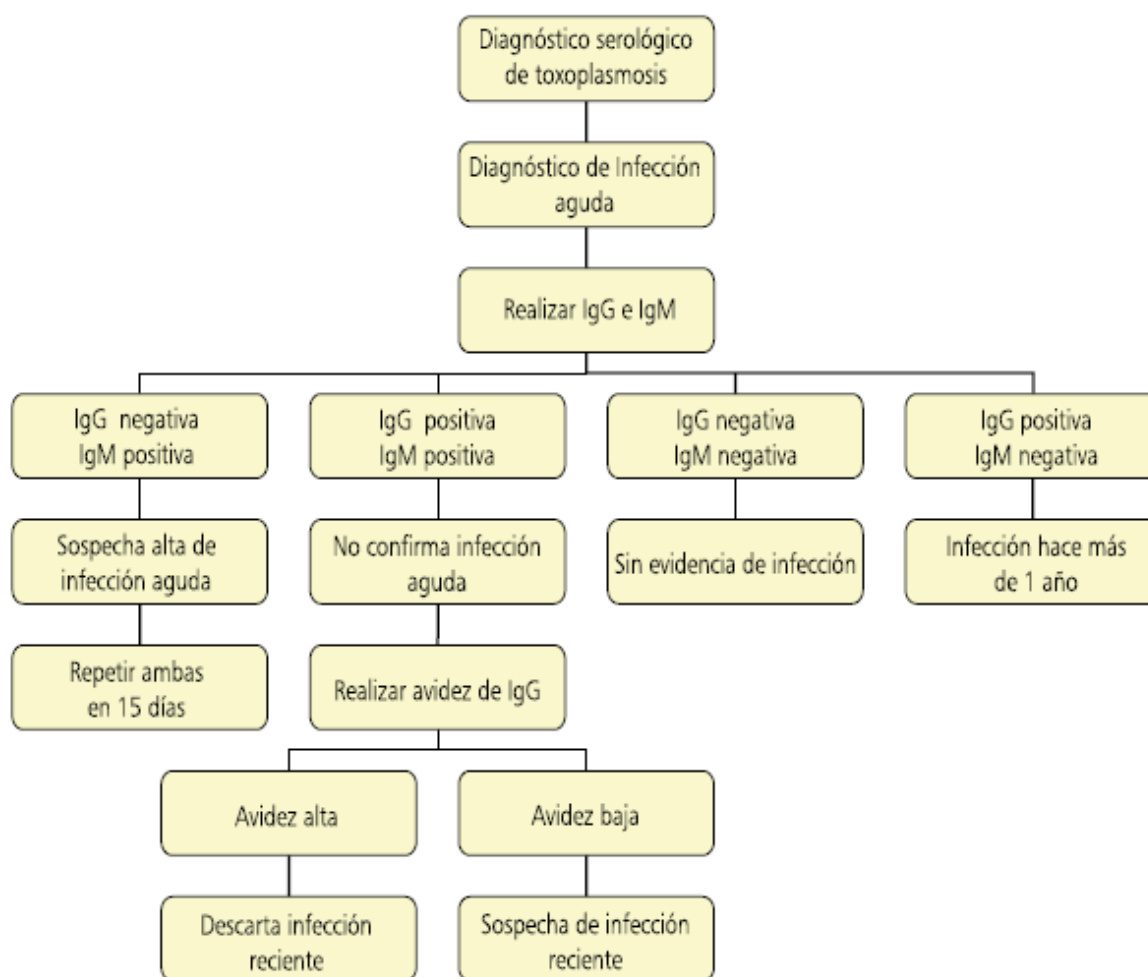 Diagnóstico serológico
de toxoplasmosis
Diagnóstico de Infección
aguda
Realizar IgG e IgM
IgG negativa
IgM positiva
IgG positiva
IgM positiva
IgG negativa
IgM negativa
IgG positiva
IgM negativa
Sospecha alta de
infección aguda
No confirma infección
aguda
Sin evidencia de infección
Infección hace más
de 1 año
Repetir ambas
en 15 días
Realizar avidez de IgG
Avidez alta
Avidez baja
Descarta infección
reciente
Sospecha de infección
reciente